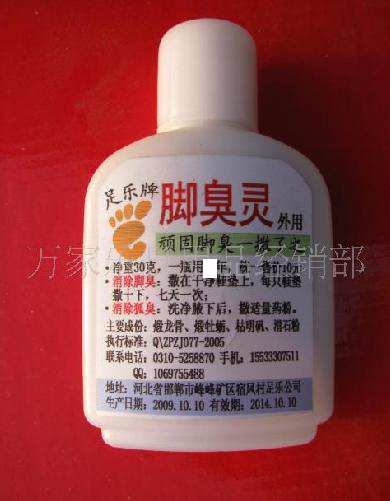 足乐牌
脚臭灵
外用
顽固脚臭一撒了之
净重30克,一瓶用
消除脚臭:撒在干净鞋垫上,每只鞋垫
撒十下,七天一次;
消除狐臭:洗净腋下后,撒适量药粉。
主要成份:煅龙骨、煅牡蛎、枯明矾、滑石粉
执行标准:Q\ZPZJD77-2005
联系电话:0310-5258870 手机:15533307511
QQ:1069755488
地址:河北省邯郸市峰峰矿区宿凤村足乐公司
生产日期:2009.10.10 有效期:2014.10.10
万家 经销部